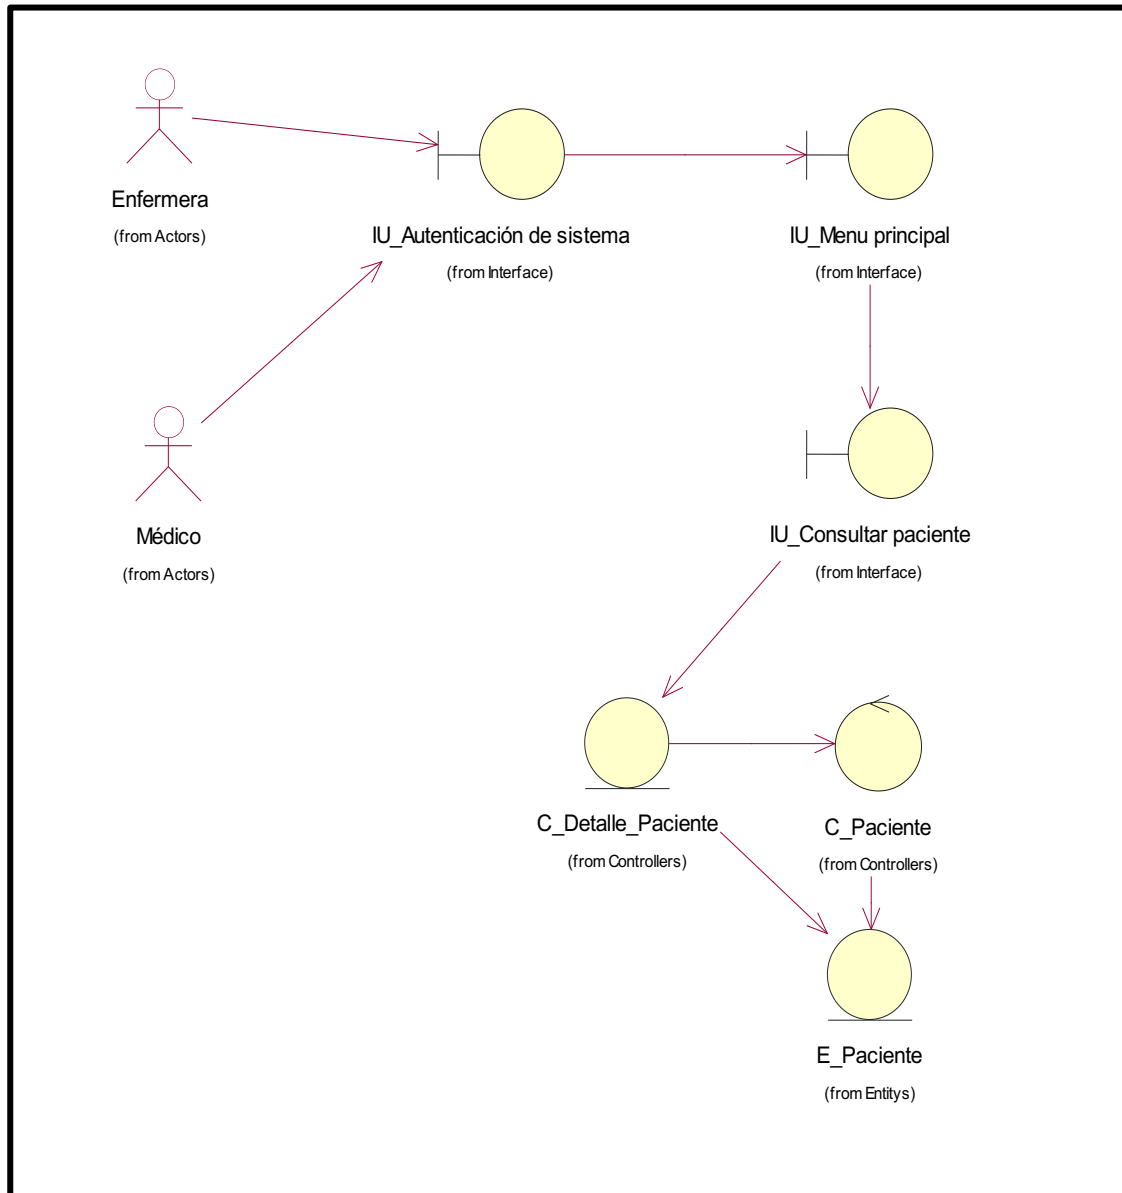 Enfermera
(from Actors)
IU_Autenticación de sistema
(from Interface)
IU_Menu principal
(from Interface)
Médico
(from Actors)
IU_Consultar paciente
(from Interface)
C_Detalle_Paciente
(from Controllers)
C_Paciente
(from Controllers)
E_Paciente
(from Entitys)